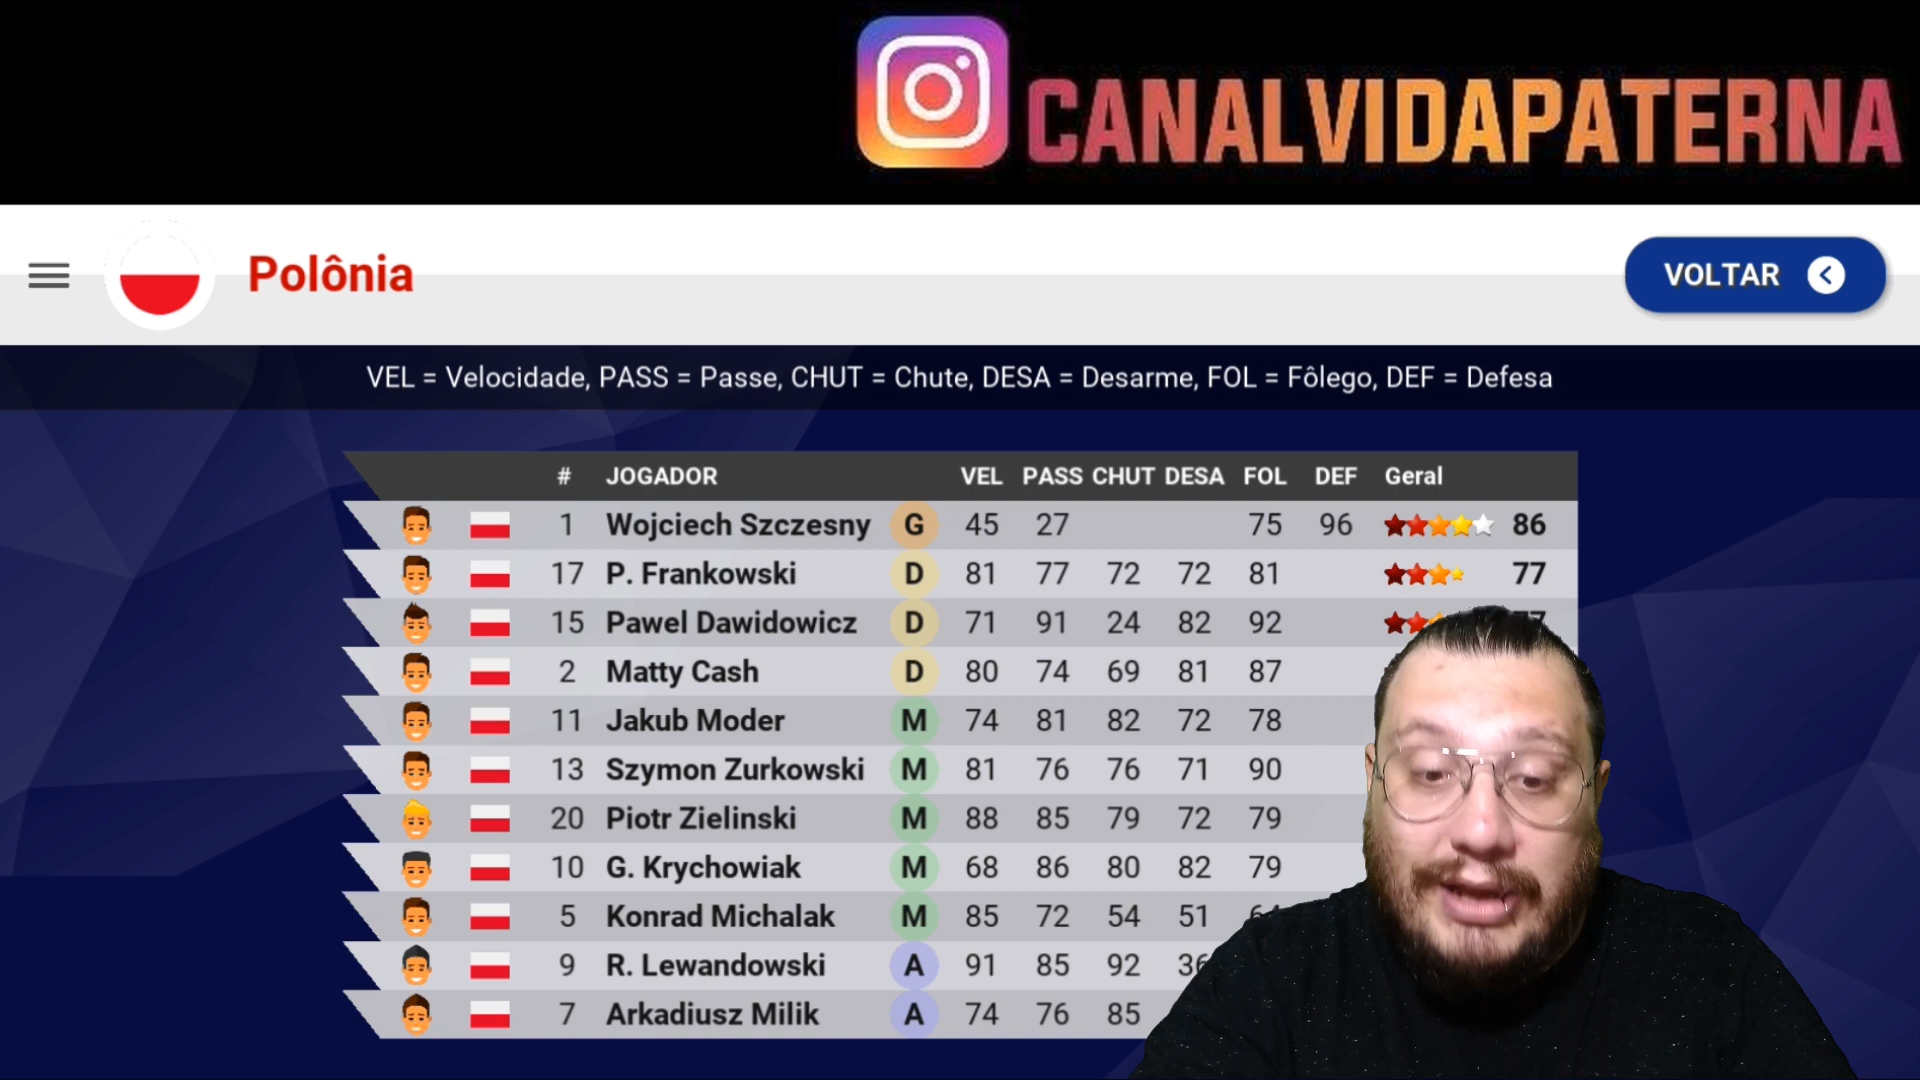 CANALVIDAPATERNA
Polônia
VOLTAR
VEL = Velocidade, PASS = Passe, CHUT = Chute, DESA = Desarme, FOL = Fôlego, DEF = Defesa
# JOGADOR VEL PASS CHUT DESA FOL DEF Geral
1 Wojciech Szczesny G 45 27 75 96 86
17 P. Frankowski D 81 77 72 72 81 77
15 Pawel Dawidowicz D 71 91 24 82 92
2 Matty Cash D 80 74 69 81 87
11 Jakub Moder M 74 81 82 72 78
13 Szymon Zurkowski M 81 76 76 71 90
20 Piotr Zielinski M 88 85 79 72 79
10 G. Krychowiak M 68 86 80 82 79
5 Konrad Michalak M 85 72 54 51
9 R. Lewandowski A 91 85 92 36
7 Arkadiusz Milik A 74 76 85